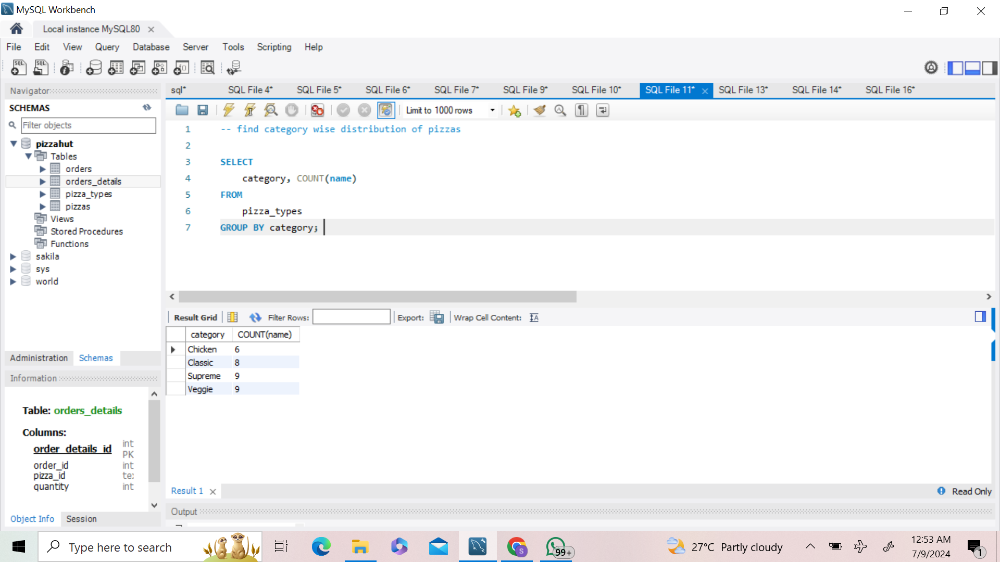 MySQL Workbench
Local instance MySQL80
File Edit View Query Database Server Tools Scripting Help
Navigator
sql* SQL File 4* SQL File 5* SQL File 6* SQL File 7* SQL File 9* SQL File 10* SQL File 11* SQL File 13* SQL File 14* SQL File 16*
SCHEMAS
Limit to 1000 rows
Filter objects
pizzahut
Tables
orders
orders_details
pizza_types
pizzas
Views
Stored Procedures
Functions
sakila
sys
world
1 -- find category wise distribution of pizzas
2
3 SELECT
4 category, COUNT(name)
5 FROM
6 pizza_types
7 GROUP BY category;
Result Grid Filter Rows: Export: Wrap Cell Content:
category COUNT(name)
Chicken 6
Classic 8
Supreme 9
Veggie 9
Administration Schemas
Information
Table: orders_details
Columns:
order_details_id int
PK
order_id int
pizza_id te
quantity int
Result 1
Read Only
Output
Object Info Session
Type here to search
99+
27°C Partly cloudy
12:53 AM
7/9/2024
1